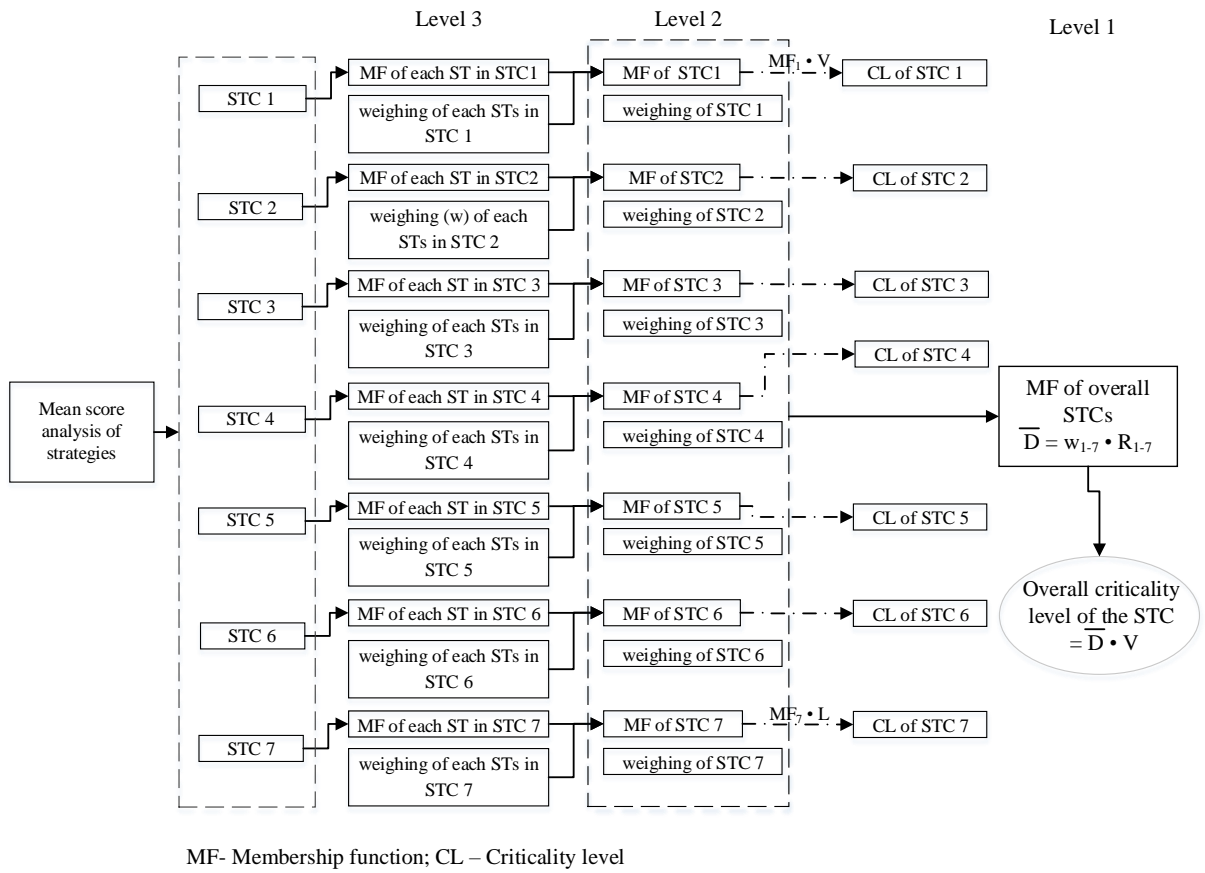 Level 3
Level 2
Level 1
Mean score
analysis of
strategies
STC 1
MF of each ST in STC1
weighing of each STs in
STC 1
MF of STC1
weighing of STC 1
MF₁ • V
CL of STC 1
STC 2
MF of each ST in STC2
weighing (w) of each
STs in STC 2
MF of STC2
weighing of STC 2
CL of STC 2
STC 3
MF of each ST in STC 3
weighing of each STs in
STC 3
MF of STC 3
weighing of STC 3
CL of STC 3
STC 4
MF of each ST in STC 4
weighing of each STs in
STC 4
MF of STC 4
weighing of STC 4
CL of STC 4
STC 5
MF of each ST in STC 5
weighing of each STs in
STC 5
MF of STC 5
weighing of STC 5
CL of STC 5
STC 6
MF of each ST in STC 6
weighing of each STs in
STC 6
MF of STC 6
weighing of STC 6
CL of STC 6
STC 7
MF of each ST in STC 7
weighing of each STs in
STC 7
MF of STC 7
weighing of STC 7
MF₇ • L
CL of STC 7
MF of overall
STCs
D̅ = w₁₋₇ • R₁₋₇
Overall criticality
level of the STC
= D̅ • V
MF- Membership function; CL – Criticality level